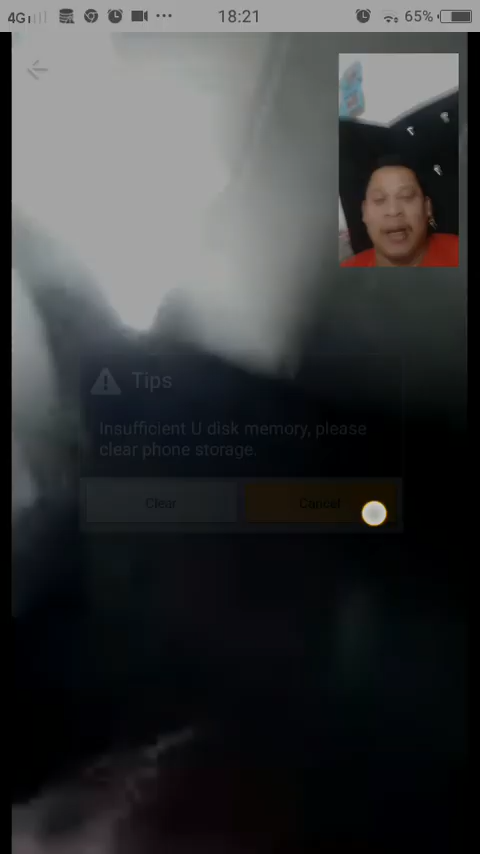 4G 18:21 65%
Tips
Insufficient U disk memory, please
clear phone storage.
Clear Cancel